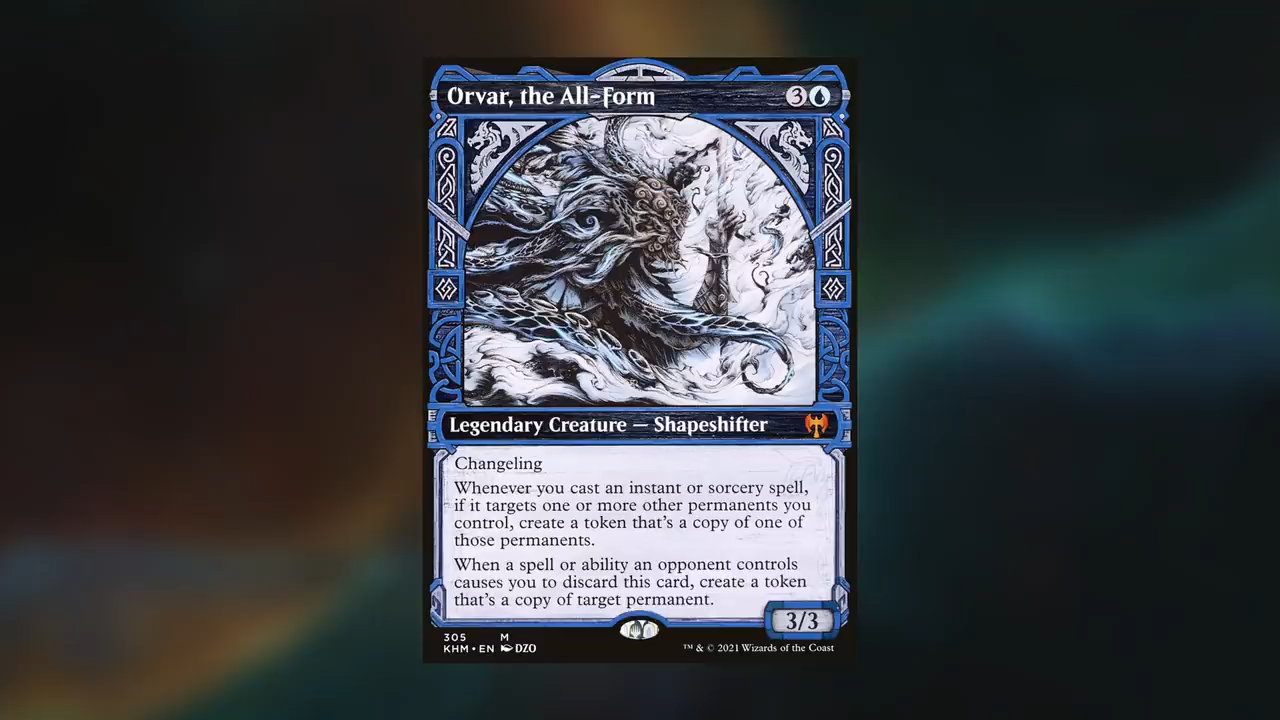 Orvar, the All-Form 3
Legendary Creature — Shapeshifter
Changeling
Whenever you cast an instant or sorcery spell,
if it targets one or more other permanents you
control, create a token that's a copy of one of
those permanents.
When a spell or ability an opponent controls
causes you to discard this card, create a token
that's a copy of target permanent.
3/3
305 M
KHM • EN DZO
™ & © 2021 Wizards of the Coast